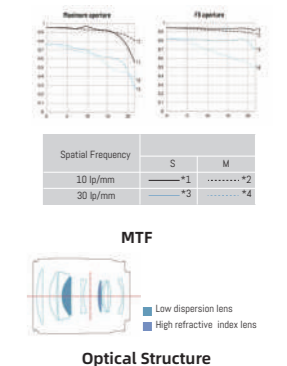 Maximum aperture
F8 aperture
Spatial Frequency
S M
10 lp/mm *1 *2
30 lp/mm *3 *4
MTF
Low dispersion lens
High refractive index lens
Optical Structure